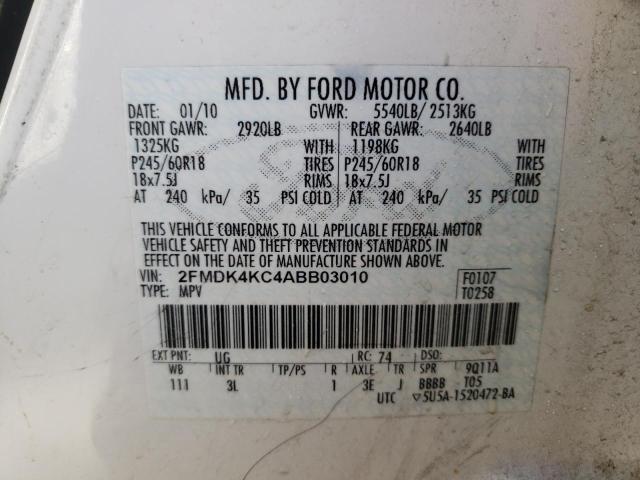 MFD. BY FORD MOTOR CO.
DATE: 01/10 GVWR: 5540LB/ 2513KG
FRONT GAWR: 2920LB REAR GAWR: 2640LB
1325KG WITH 1198KG WITH
P245/60R18 TIRES P245/60R18 TIRES
18x7.5J RIMS 18x7.5J RIMS
AT 240 kPa/ 35 PSI COLD AT 240 kPa/ 35 PSI COLD
THIS VEHICLE CONFORMS TO ALL APPLICABLE FEDERAL MOTOR
VEHICLE SAFETY AND THEFT PREVENTION STANDARDS IN
EFFECT ON THE DATE OF MANUFACTURE SHOWN ABOVE.
VIN: 2FMDK4KC4ABB03010 F0107
TYPE: MPV T0258
EXT PNT: UG RC: 74 DSO:
WB INT TR TP/PS R AXLE TR SPR 9Q11A
111 3L 1 3E J BBBB T05
UTC ▽5U5A-1520472-BA